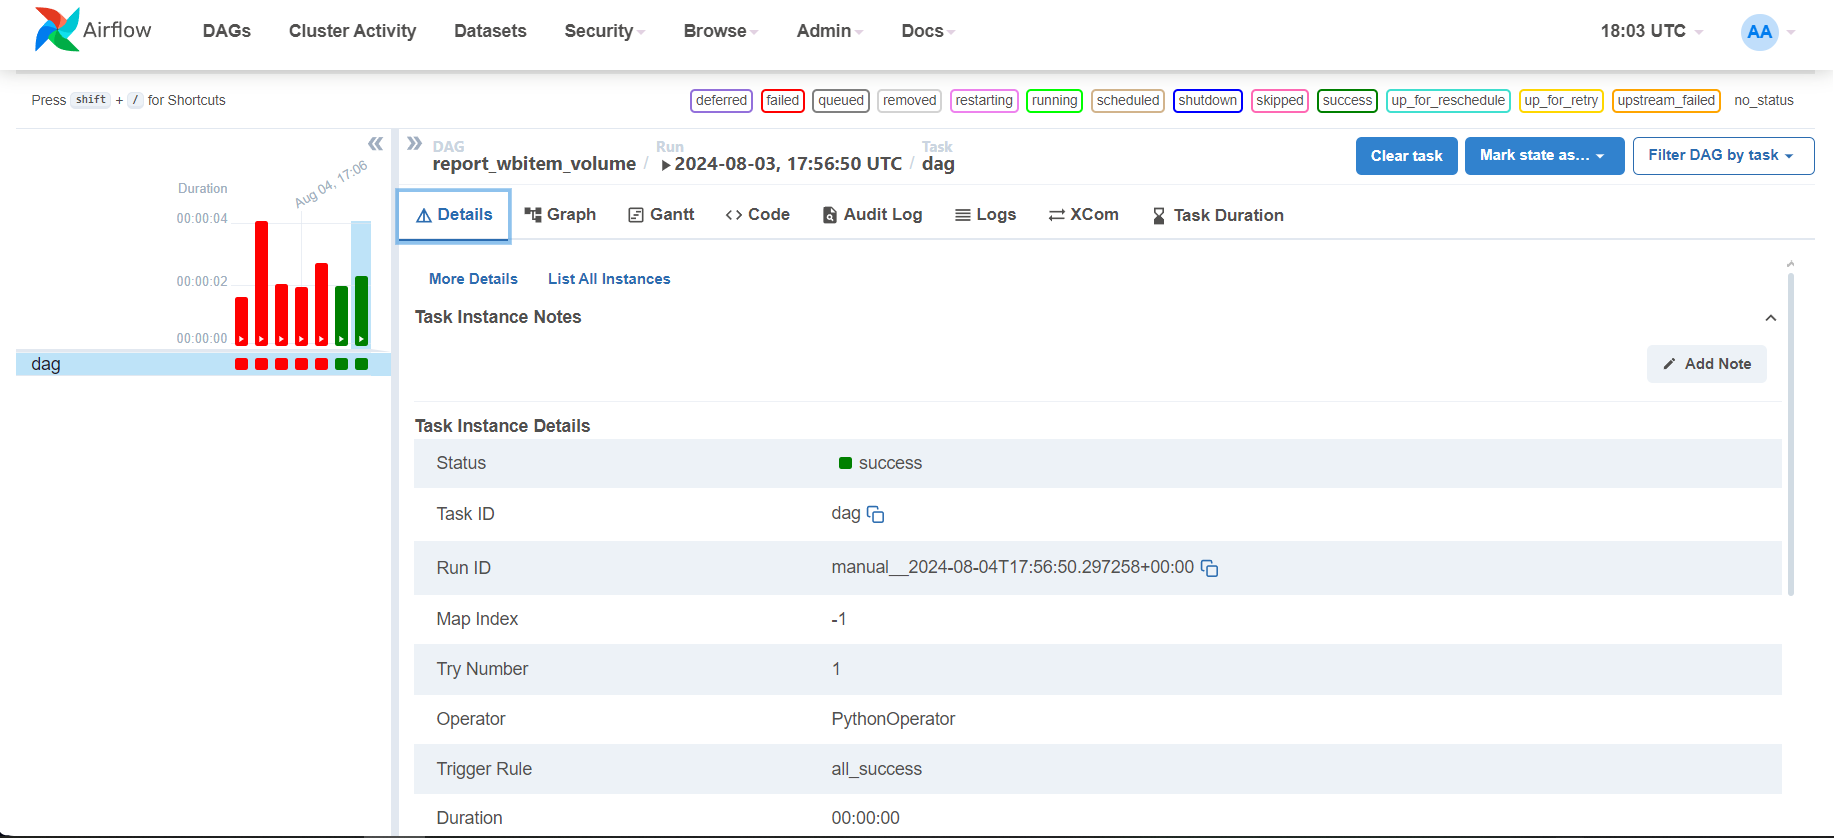 Airflow DAGs Cluster Activity Datasets Security Browse Admin Docs 18:03 UTC AA
Press shift + / for Shortcuts deferred failed queued removed restarting running scheduled shutdown skipped success up_for_reschedule up_for_retry upstream_failed no_status
Duration
Aug 04, 17:06
00:00:04
00:00:02
00:00:00
dag
DAG Run Task
report_wbitem_volume / 2024-08-03, 17:56:50 UTC / dag
Clear task Mark state as... Filter DAG by task
Details Graph Gantt <> Code Audit Log Logs XCom Task Duration
More Details List All Instances
Task Instance Notes
Add Note
Task Instance Details
Status success
Task ID dag
Run ID manual__2024-08-04T17:56:50.297258+00:00
Map Index -1
Try Number 1
Operator PythonOperator
Trigger Rule all_success
Duration 00:00:00